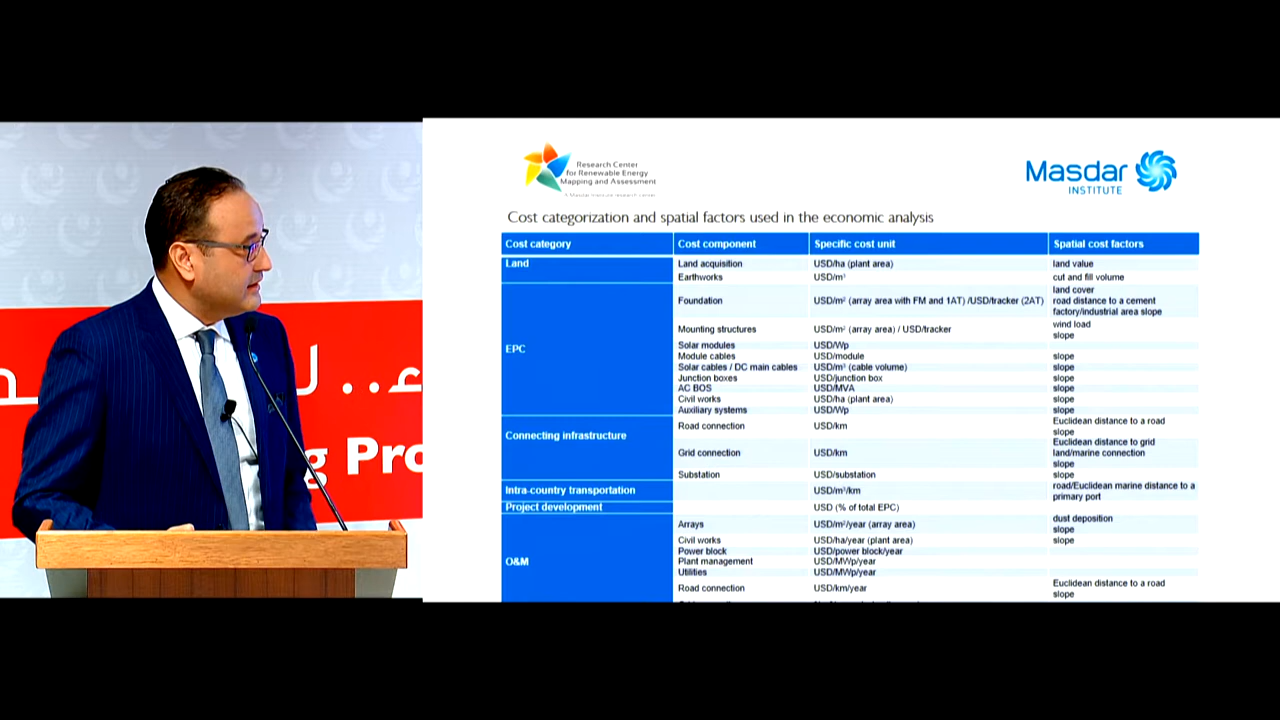 ء.. لـ
g Pro
Research Center
for Renewable Energy
Mapping and Assessment
A Masdar Institute research center
Masdar
INSTITUTE
Cost categorization and spatial factors used in the economic analysis
Cost category Cost component Specific cost unit Spatial cost factors
Land Land acquisition USD/ha (plant area) land value
Earthworks USD/m³ cut and fill volume
land cover
Foundation USD/m² (array area with FM and 1AT) /USD/tracker (2AT) road distance to a cement
factory/industrial area slope
Mounting structures USD/m² (array area) / USD/tracker wind load
slope
Solar modules USD/Wp
EPC Module cables USD/module slope
Solar cables / DC main cables USD/m³ (cable volume) slope
Junction boxes USD/junction box slope
AC BOS USD/MVA slope
Civil works USD/ha (plant area) slope
Auxiliary systems USD/Wp slope
Connecting infrastructure Road connection USD/km Euclidean distance to a road
slope
Euclidean distance to grid
Grid connection USD/km land/marine connection
slope
Substation USD/substation slope
Intra-country transportation USD/m³/km road/Euclidean marine distance to a
primary port
Project development USD (% of total EPC)
Arrays USD/m²/year (array area) dust deposition
slope
Civil works USD/ha/year (plant area) slope
Power block USD/power block/year
O&M Plant management USD/MWp/year
Utilities USD/MWp/year
Road connection USD/km/year Euclidean distance to a road
slope